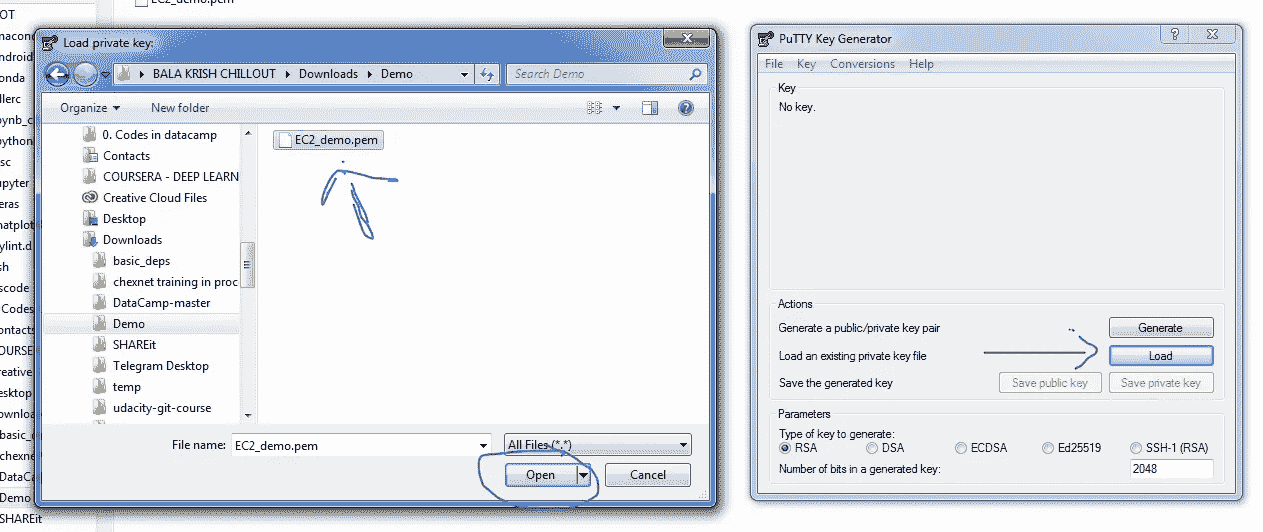 EC2_demo.pem
OT
nacond
ndroid
onda
llerc
ynb_c
python
sc
upyter
eras
natplot
ylint.d
sh
scode
Codes
ontacts
OURSE
reative
esktop
ownloa
basic_d
chexne
DataCa
Demo
SHAREit
Load private key:
BALA KRISH CHILLOUT
Downloads
Demo
Search Demo
Organize
New folder
0. Codes in datacamp
Contacts
COURSERA - DEEP LEARN
Creative Cloud Files
Desktop
Downloads
basic_deps
chexnet training in proc
DataCamp-master
Demo
SHAREit
Telegram Desktop
temp
udacity-git-course
EC2_demo.pem
File name:
EC2_demo.pem
All Files (*.*)
Open
Cancel
PuTTY Key Generator
File Key Conversions Help
Key
No key.
Actions
Generate a public/private key pair
Generate
Load an existing private key file
Load
Save the generated key
Save public key
Save private key
Parameters
Type of key to generate:
RSA
DSA
ECDSA
Ed25519
SSH-1 (RSA)
Number of bits in a generated key:
2048